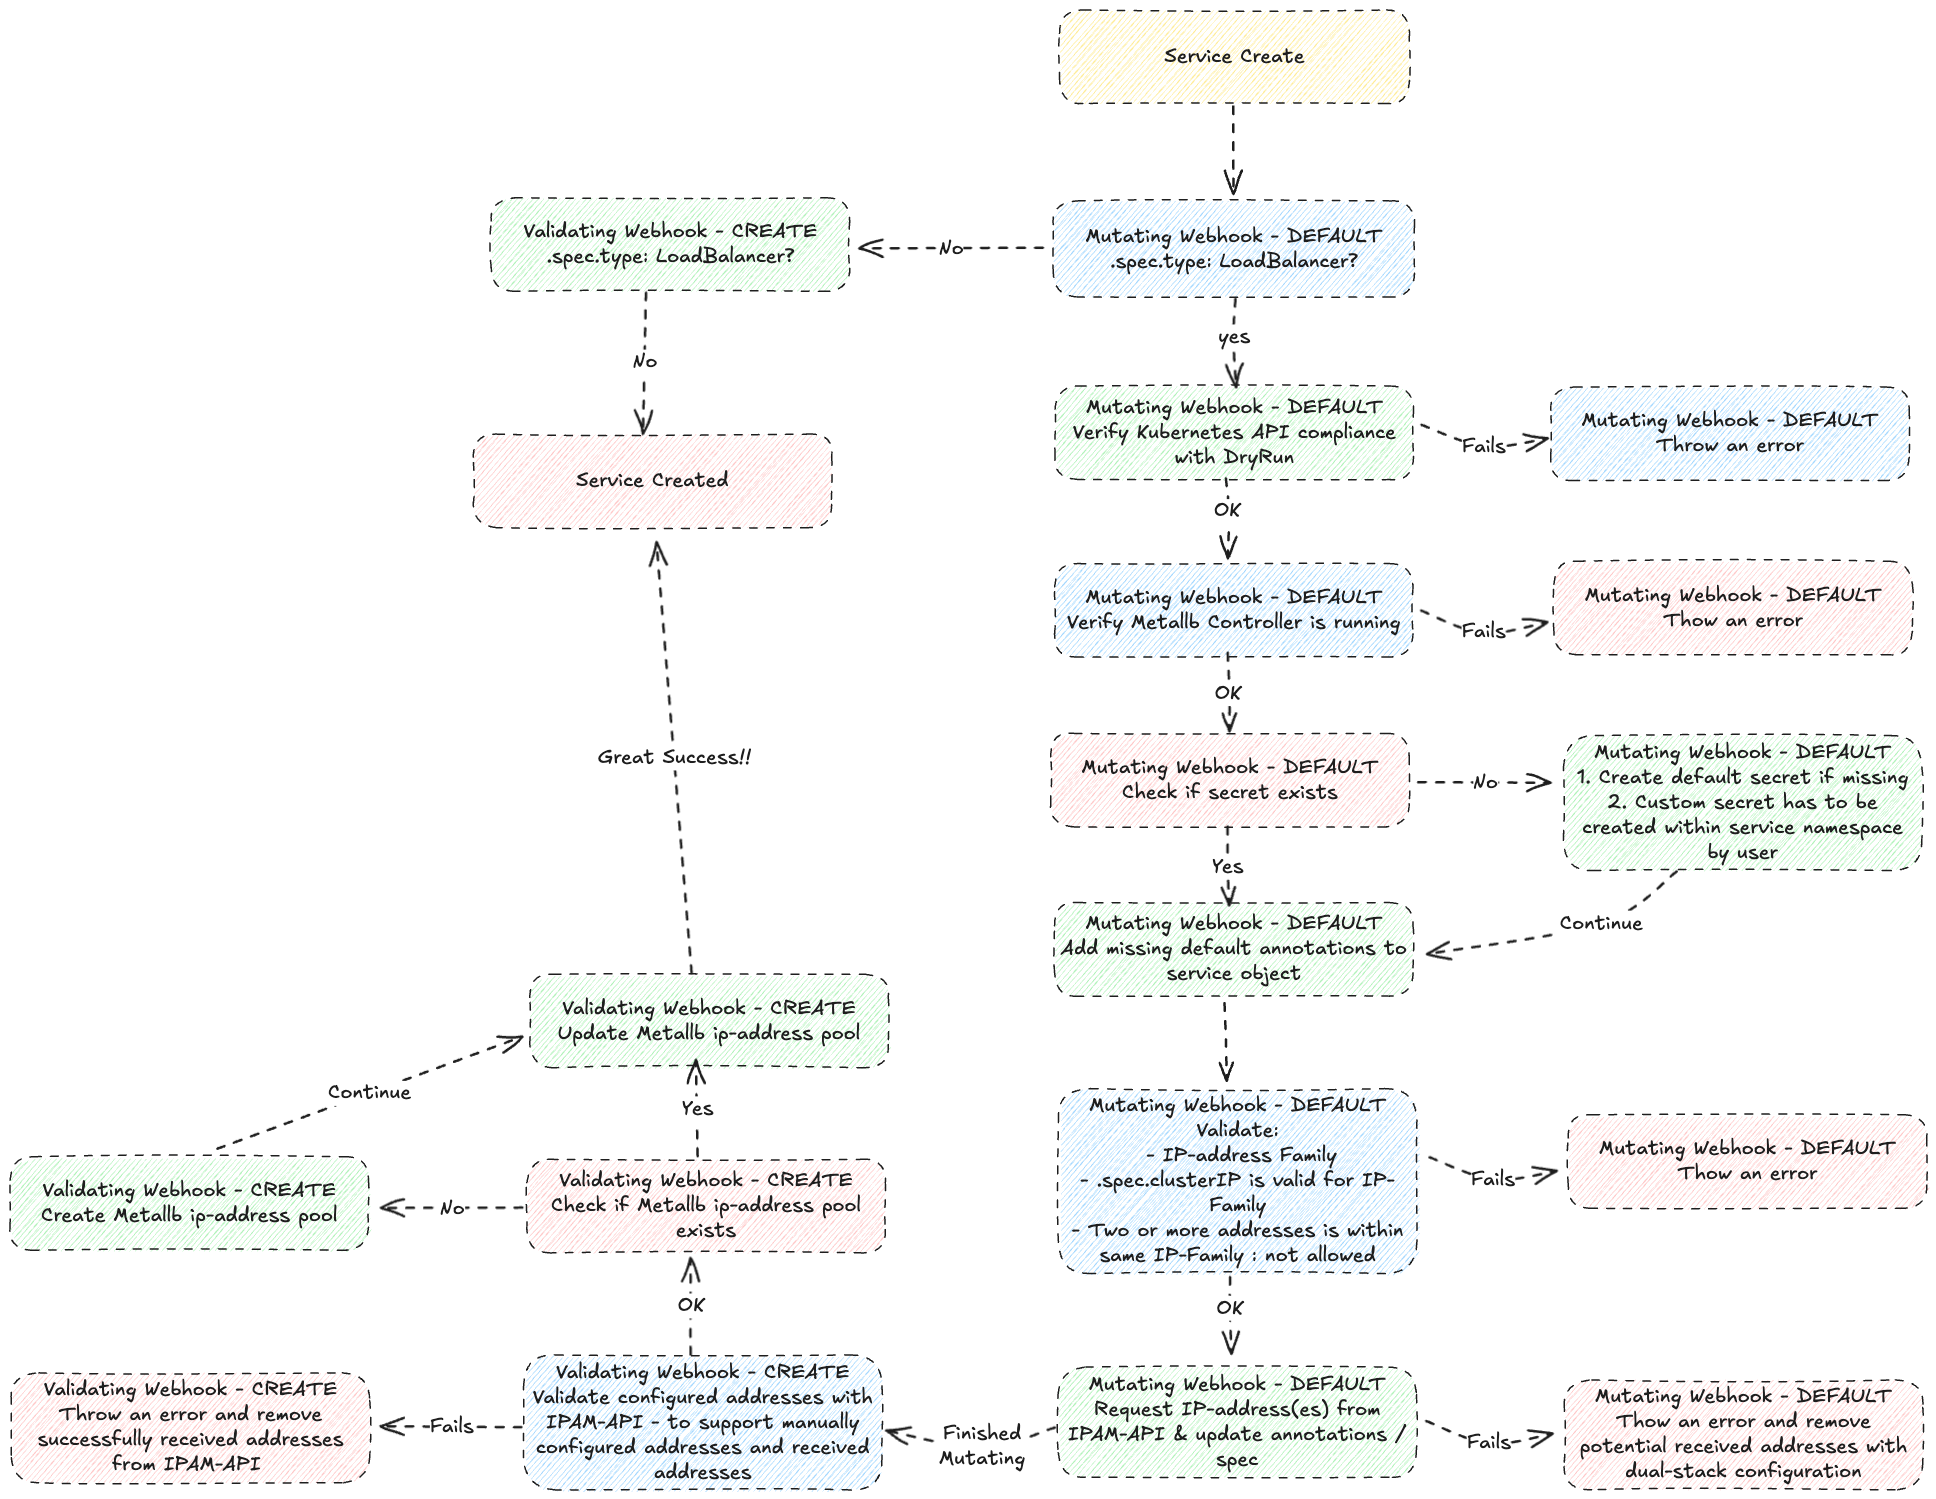 Service Create
Validating Webhook - CREATE
.spec.type: LoadBalancer?
No
Mutating Webhook - DEFAULT
.spec.type: LoadBalancer?
No
yes
Service Created
Mutating Webhook - DEFAULT
Verify Kubernetes API compliance
with DryRun
Fails
Mutating Webhook - DEFAULT
Throw an error
OK
Mutating Webhook - DEFAULT
Verify Metallb Controller is running
Fails
Mutating Webhook - DEFAULT
Thow an error
OK
Great Success!!
Mutating Webhook - DEFAULT
Check if secret exists
No
Mutating Webhook - DEFAULT
1. Create default secret if missing
2. Custom secret has to be
created within service namespace
by user
Yes
Continue
Mutating Webhook - DEFAULT
Add missing default annotations to
service object
Validating Webhook - CREATE
Update Metallb ip-address pool
Continue
Yes
Mutating Webhook - DEFAULT
Validate:
- IP-address Family
- .spec.clusterIP is valid for IP-
Family
- Two or more addresses is within
same IP-Family : not allowed
Fails
Mutating Webhook - DEFAULT
Thow an error
Validating Webhook - CREATE
Create Metallb ip-address pool
No
Validating Webhook - CREATE
Check if Metallb ip-address pool
exists
OK
OK
Validating Webhook - CREATE
Throw an error and remove
successfully received addresses
from IPAM-API
Fails
Validating Webhook - CREATE
Validate configured addresses with
IPAM-API - to support manually
configured addresses and received
addresses
Finished
Mutating
Mutating Webhook - DEFAULT
Request IP-address(es) from
IPAM-API & update annotations /
spec
Fails
Mutating Webhook - DEFAULT
Thow an error and remove
potential received addresses with
dual-stack configuration